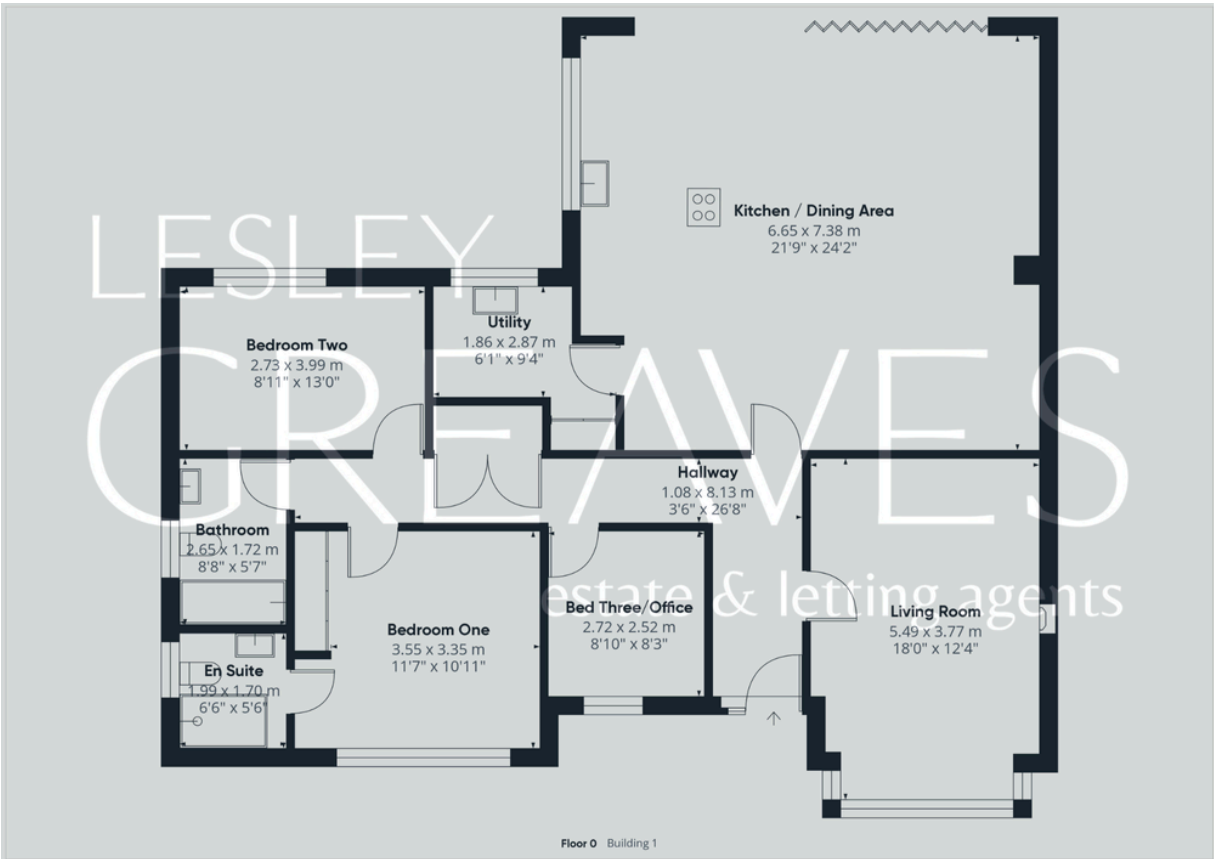 LESLEY
GREAVES
estate & letting agents
Kitchen / Dining Area
6.65 x 7.38 m
21'9" x 24'2"
Utility
1.86 x 2.87 m
6'1" x 9'4"
Bedroom Two
2.73 x 3.99 m
8'11" x 13'0"
Hallway
1.08 x 8.13 m
3'6" x 26'8"
Bathroom
2.65 x 1.72 m
8'8" x 5'7"
Bedroom One
3.55 x 3.35 m
11'7" x 10'11"
Bed Three/Office
2.72 x 2.52 m
8'10" x 8'3"
Living Room
5.49 x 3.77 m
18'0" x 12'4"
En Suite
1.99 x 1.70 m
6'6" x 5'6"
Floor 0 Building 1